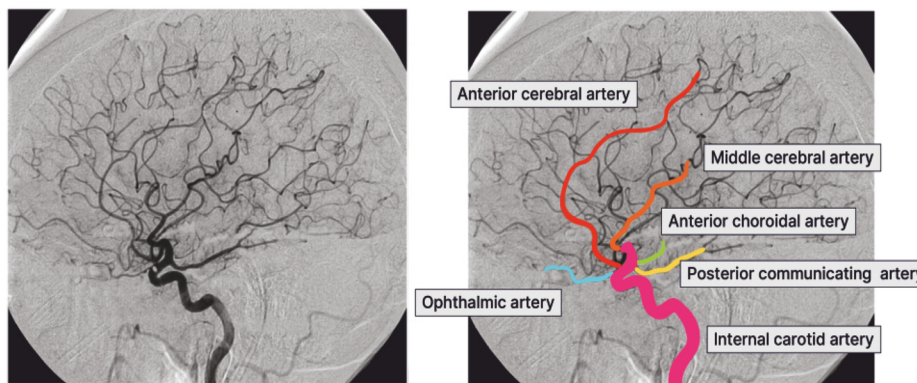 Anterior cerebral artery
Middle cerebral artery
Anterior choroidal artery
Posterior communicating artery
Ophthalmic artery
Internal carotid artery